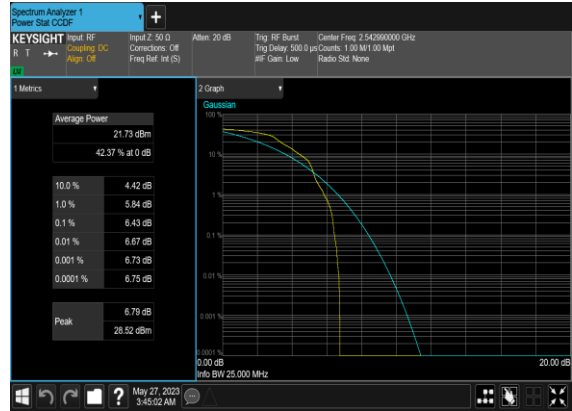 Spectrum Analyzer 1
Power Stat CCDF
KEYSIGHT
R T
LXI
Input: RF
Coupling: DC
Align: Off
Input Z: 50 Ω
Corrections: Off
Freq Ref: Int (S)
Atten: 20 dB
Trig: RF Burst
Trig Delay: 500.0 µs
#IF Gain: Low
Center Freq: 2.542990000 GHz
Counts: 1.00 M/1.00 Mpt
Radio Std: None
1 Metrics
Average Power
21.73 dBm
42.37 % at 0 dB
10.0 % 4.42 dB
1.0 % 5.84 dB
0.1 % 6.43 dB
0.01 % 6.67 dB
0.001 % 6.73 dB
0.0001 % 6.75 dB
Peak
6.79 dB
28.52 dBm
2 Graph
Gaussian
100 %
10 %
1 %
0.1 %
0.01 %
0.001 %
0.0001 %
0.00 dB 20.00 dB
Info BW 25.000 MHz
? May 27, 2023
3:45:02 AM